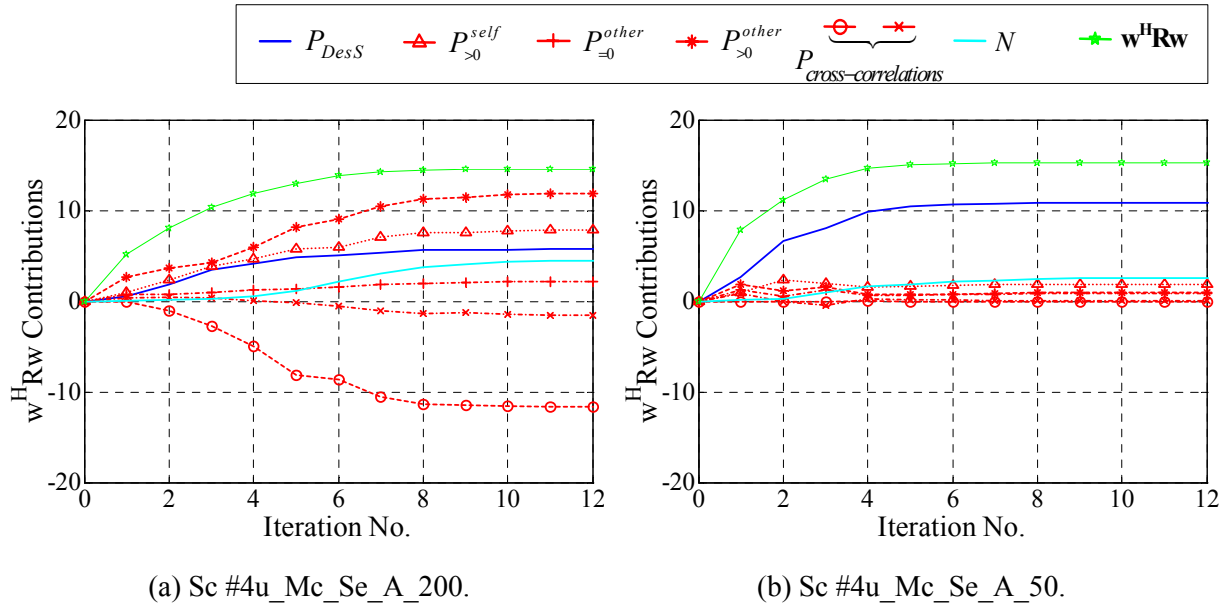 P_DesS P^self_>0 P^other_=0 P^other_>0 P_cross−correlations N w^H Rw
20
10
0
-10
-20
0 2 4 6 8 10 12
w^H Rw Contributions
Iteration No.
(a) Sc #4u_Mc_Se_A_200.
20
10
0
-10
-20
0 2 4 6 8 10 12
w^H Rw Contributions
Iteration No.
(b) Sc #4u_Mc_Se_A_50.